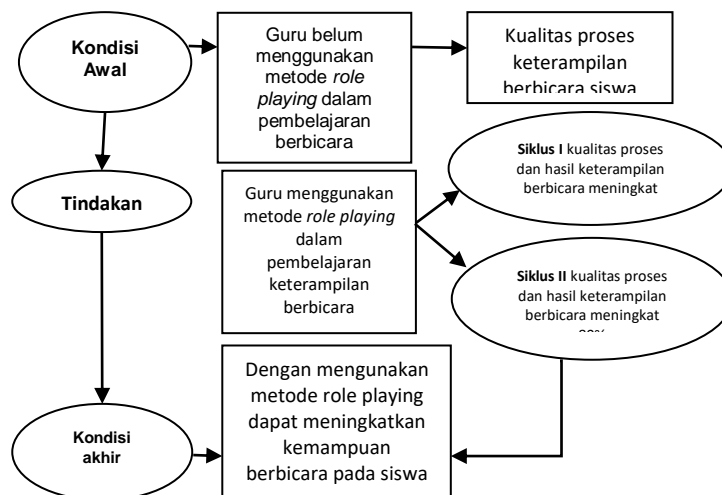 Kondisi
Awal
Guru belum
menggunakan
metode role
playing dalam
pembelajaran
berbicara
Kualitas proses
keterampilan
berbicara siswa
Tindakan
Guru menggunakan
metode role playing
dalam
pembelajaran
keterampilan
berbicara
Siklus I kualitas proses
dan hasil keterampilan
berbicara meningkat
Siklus II kualitas proses
dan hasil keterampilan
berbicara meningkat
Kondisi
akhir
Dengan mengunakan
metode role playing
dapat meningkatkan
kemampuan
berbicara pada siswa